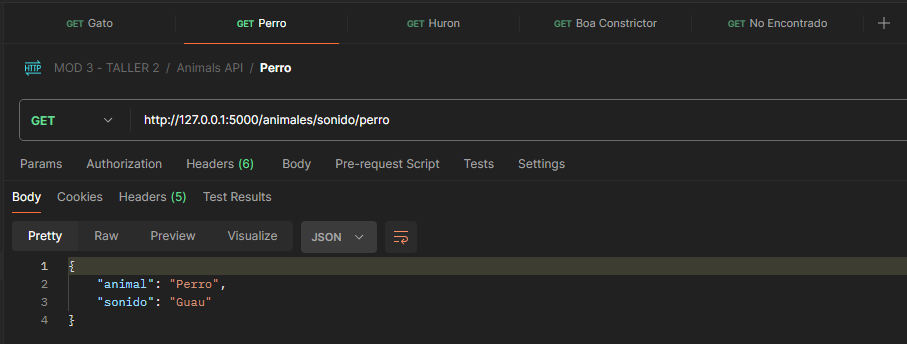 GET Gato GET Perro GET Huron GET Boa Constrictor GET No Encontrado +
HTTP MOD 3 - TALLER 2 / Animals API / Perro
GET http://127.0.0.1:5000/animales/sonido/perro
Params Authorization Headers (6) Body Pre-request Script Tests Settings
Body Cookies Headers (5) Test Results
Pretty Raw Preview Visualize JSON
1 {
2 "animal": "Perro",
3 "sonido": "Guau"
4 }